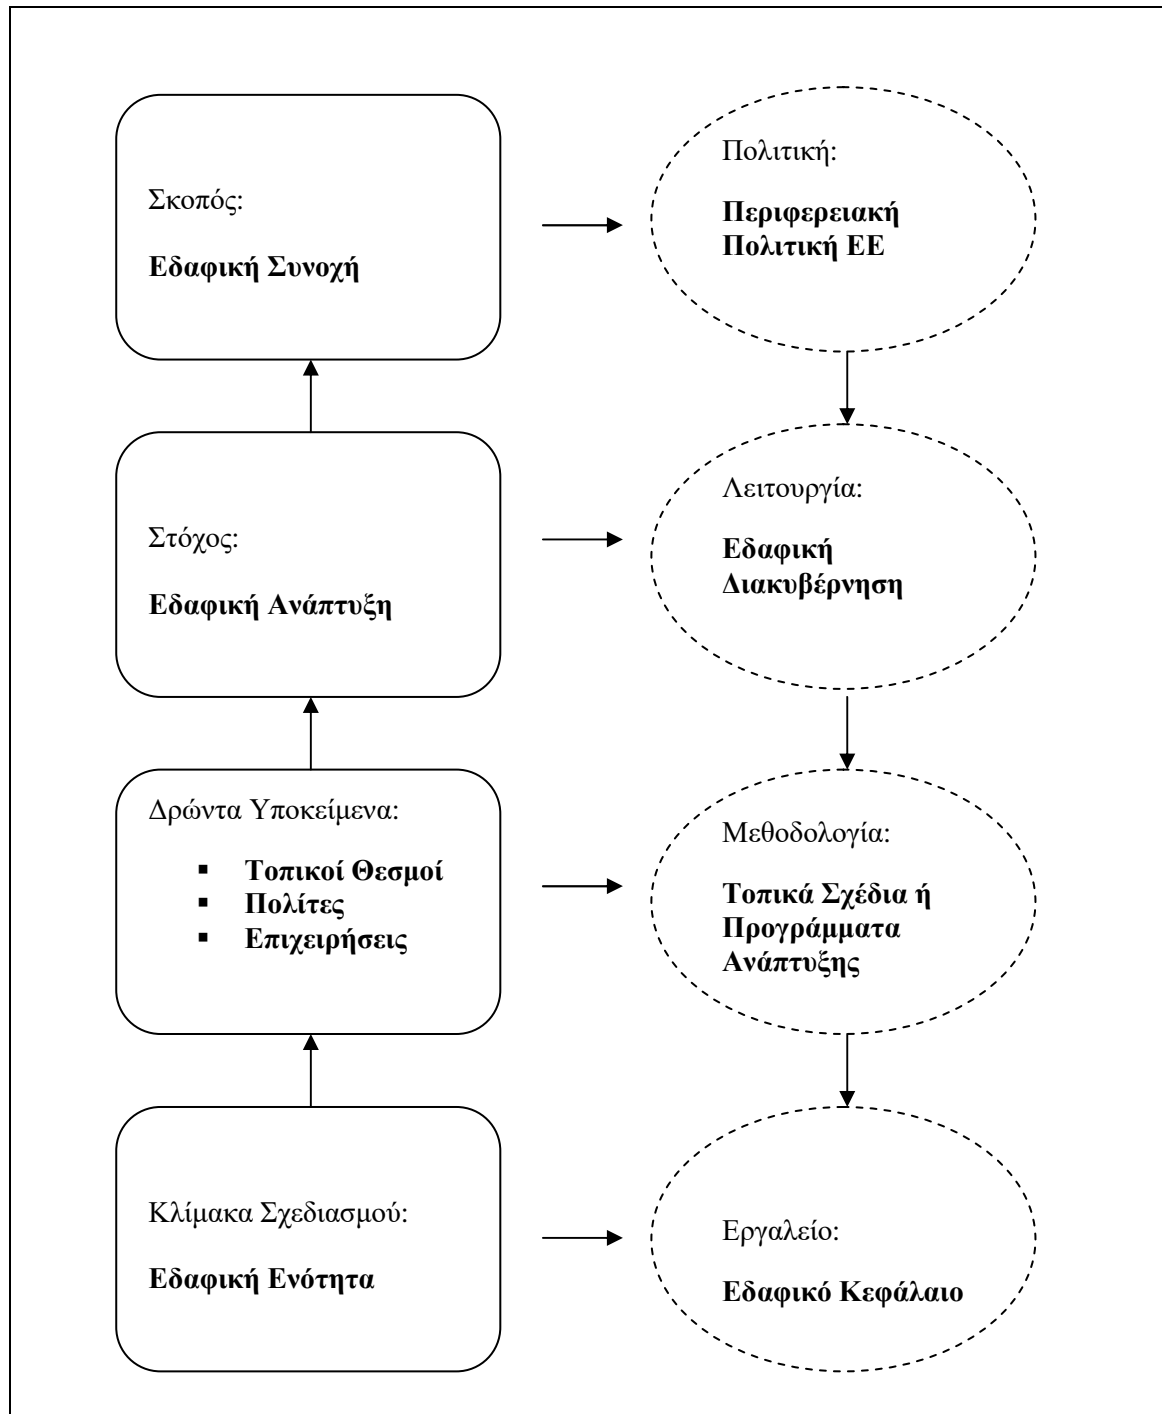 Σκοπός:
Εδαφική Συνοχή
Πολιτική:
Περιφερειακή
Πολιτική ΕΕ
Στόχος:
Εδαφική Ανάπτυξη
Λειτουργία:
Εδαφική
Διακυβέρνηση
Δρώντα Υποκείμενα:
▪ Τοπικοί Θεσμοί
▪ Πολίτες
▪ Επιχειρήσεις
Μεθοδολογία:
Τοπικά Σχέδια ή
Προγράμματα
Ανάπτυξης
Κλίμακα Σχεδιασμού:
Εδαφική Ενότητα
Εργαλείο:
Εδαφικό Κεφάλαιο